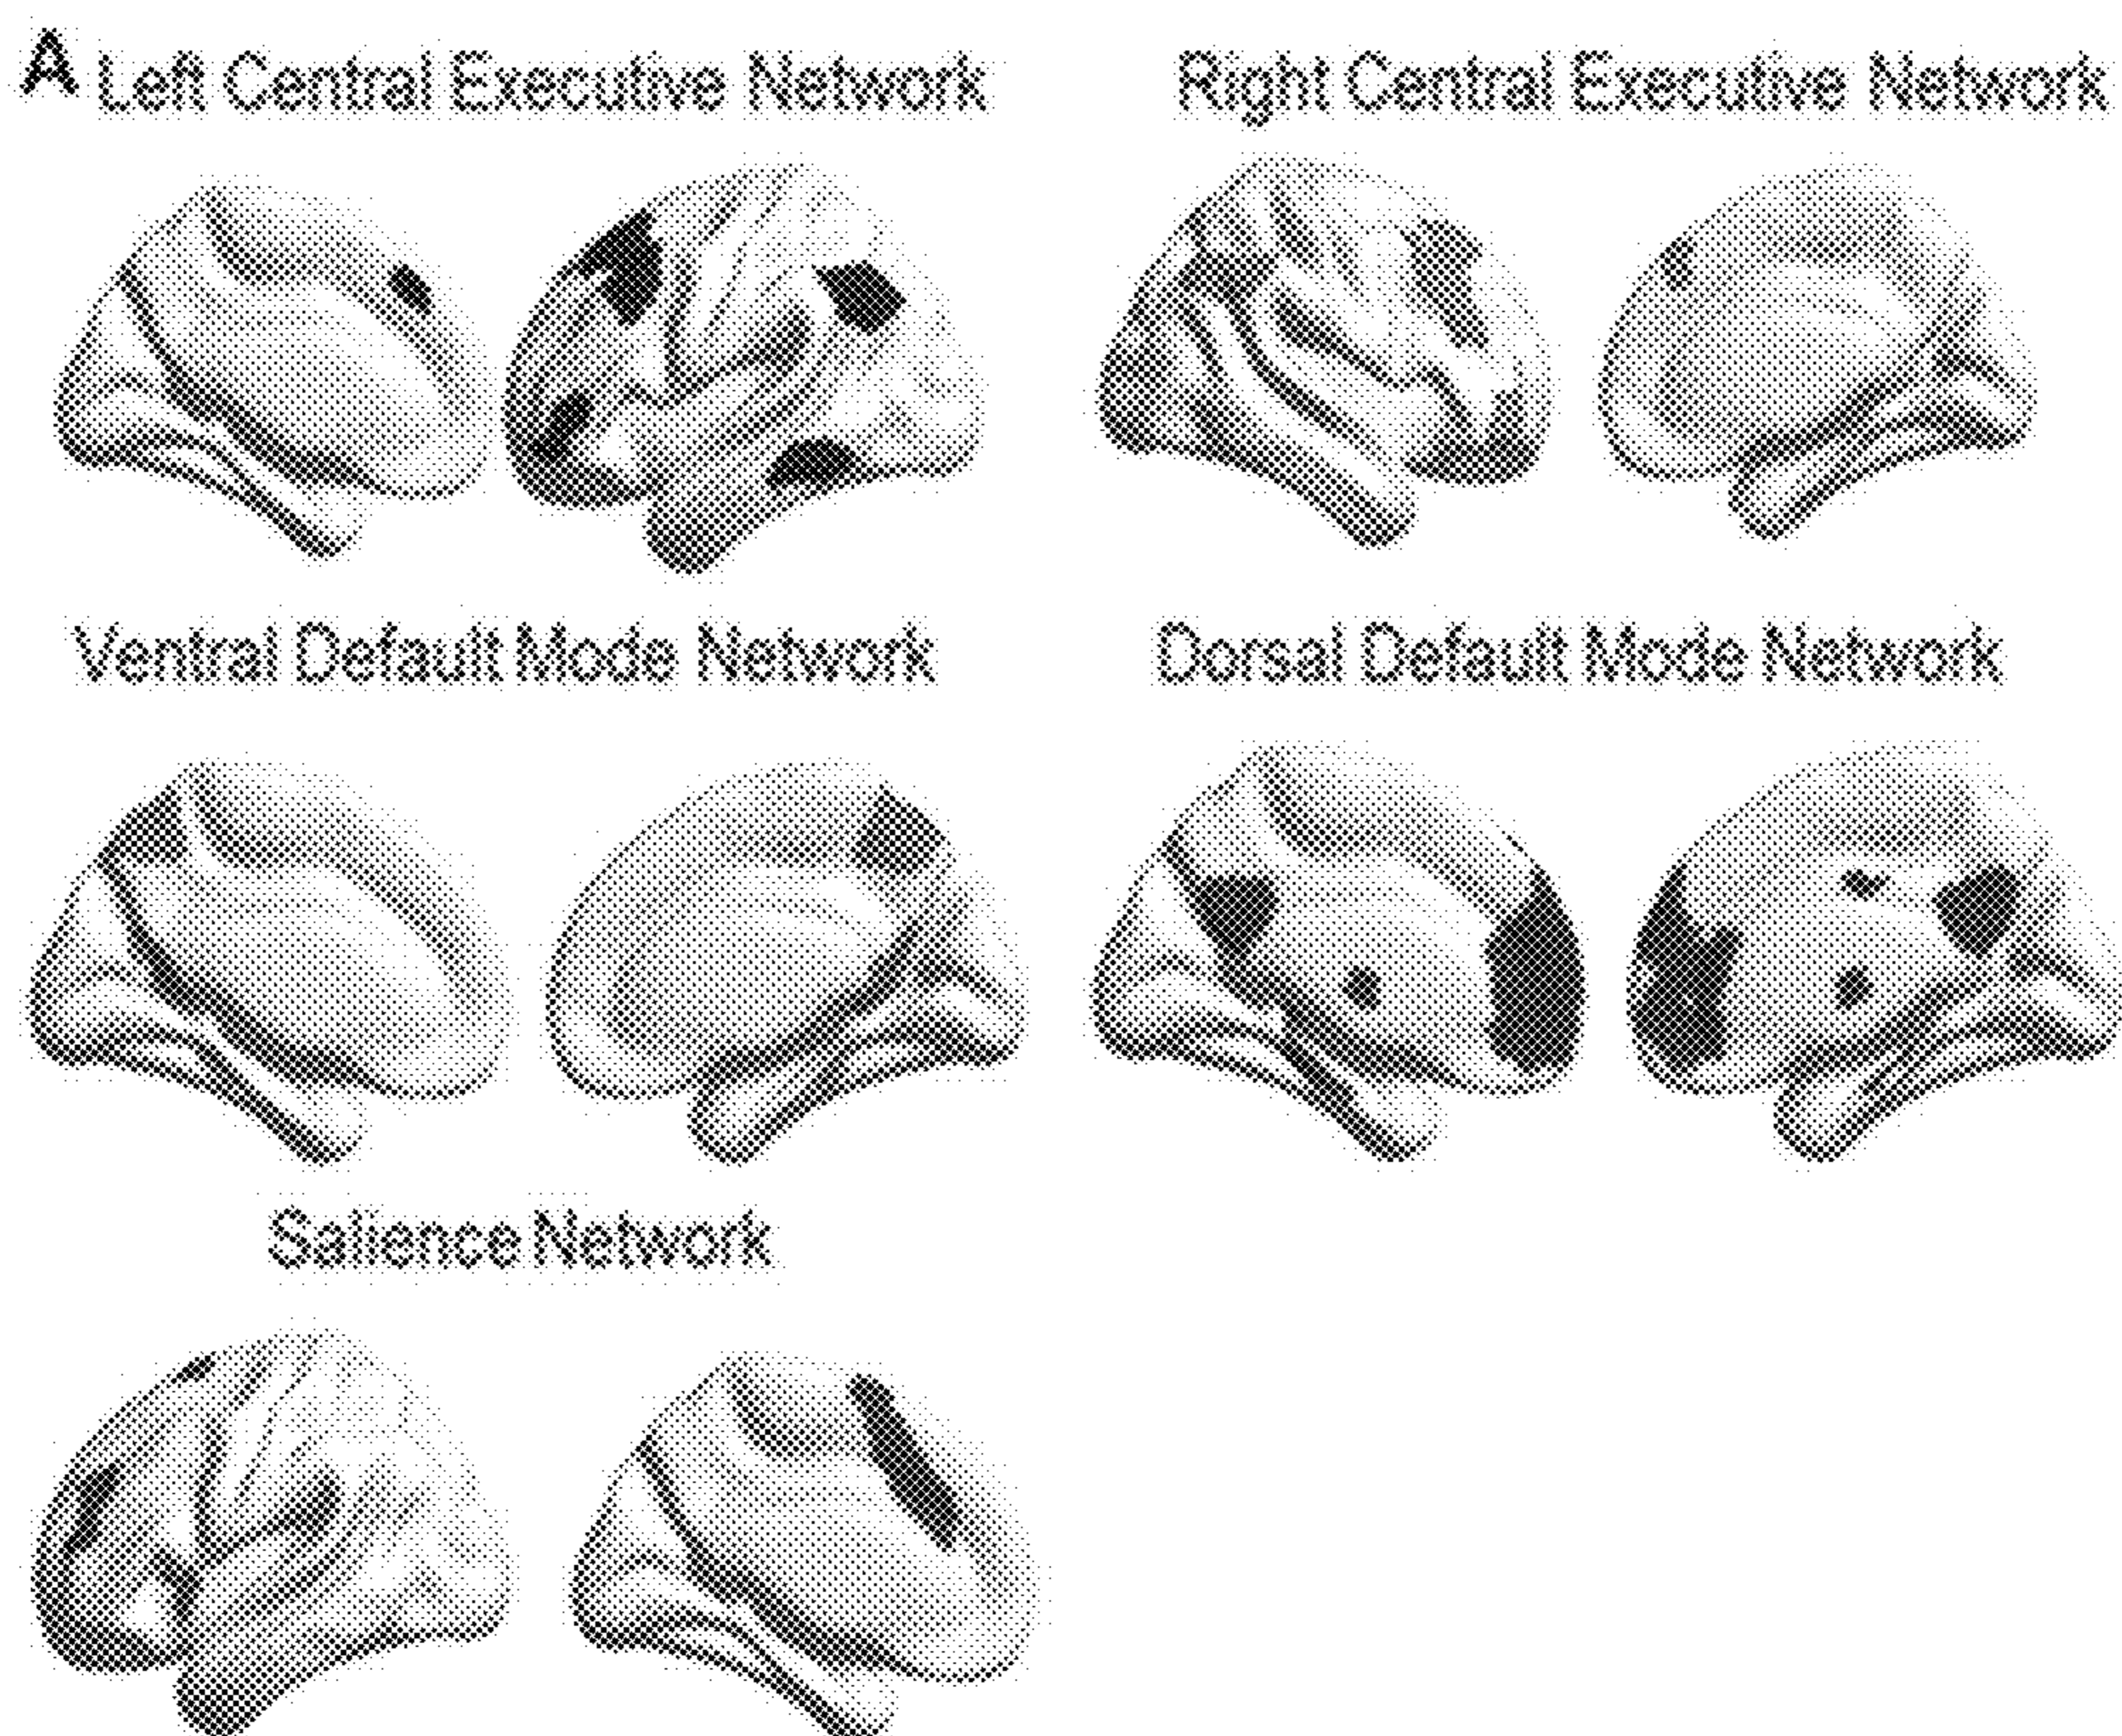 A Left Central Executive Network
Right Central Executive Network
Ventral Default Mode Network
Dorsal Default Mode Network
Salience Network